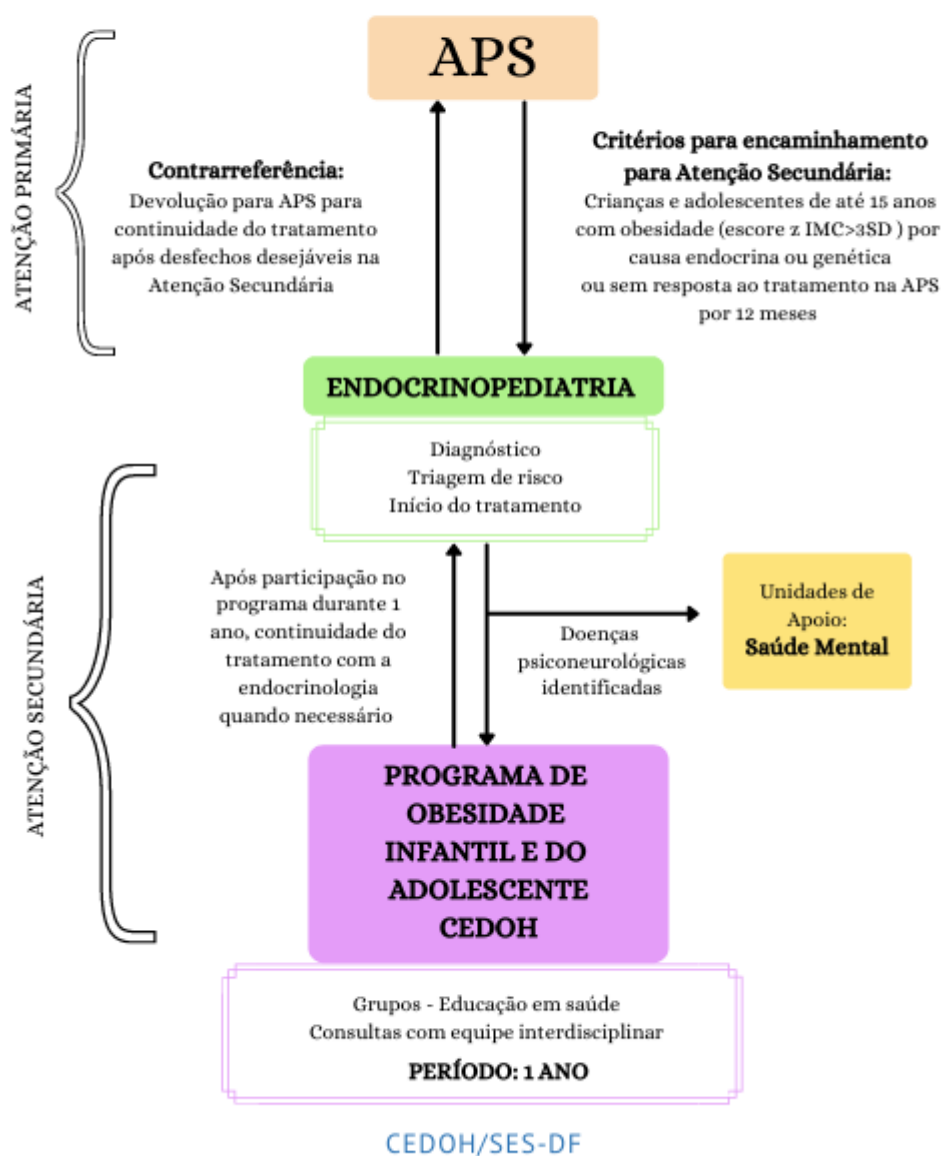 APS
ATENÇÃO PRIMÁRIA
Contrarreferência:
Devolução para APS para
continuidade do tratamento
após desfechos desejáveis na
Atenção Secundária
Critérios para encaminhamento
para Atenção Secundária:
Crianças e adolescentes de até 15 anos
com obesidade (escore z IMC>3SD ) por
causa endocrina ou genética
ou sem resposta ao tratamento na APS
por 12 meses
ENDOCRINOPEDIATRIA
Diagnóstico
Triagem de risco
Início do tratamento
ATENÇÃO SECUNDÁRIA
Após participação no
programa durante 1
ano, continuidade do
tratamento com a
endocrinologia
quando necessário
Doenças
psiconeurológicas
identificadas
Unidades de
Apoio:
Saúde Mental
PROGRAMA DE
OBESIDADE
INFANTIL E DO
ADOLESCENTE
CEDOH
Grupos - Educação em saúde
Consultas com equipe interdisciplinar
PERÍODO: 1 ANO
CEDOH/SES-DF